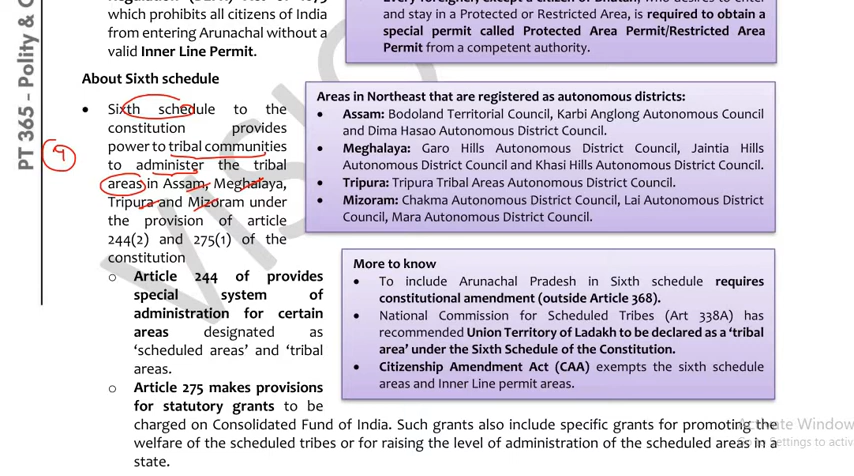 Regulation (BEFR) Act of 1873
which prohibits all citizens of India
from entering Arunachal without a
valid Inner Line Permit.
Every foreigner, except a citizen of Bhutan, who desires to enter
and stay in a Protected or Restricted Area, is required to obtain a
special permit called Protected Area Permit/Restricted Area
Permit from a competent authority.
PT 365 - Polity &
About Sixth schedule
• Sixth schedule to the
constitution provides
power to tribal communities
to administer the tribal
areas in Assam, Meghalaya,
Tripura and Mizoram under
the provision of article
244(2) and 275(1) of the
constitution
9
Areas in Northeast that are registered as autonomous districts:
• Assam: Bodoland Territorial Council, Karbi Anglong Autonomous Council
and Dima Hasao Autonomous District Council.
• Meghalaya: Garo Hills Autonomous District Council, Jaintia Hills
Autonomous District Council and Khasi Hills Autonomous District Council.
• Tripura: Tripura Tribal Areas Autonomous District Council.
• Mizoram: Chakma Autonomous District Council, Lai Autonomous District
Council, Mara Autonomous District Council.
o Article 244 of provides
special system of
administration for certain
areas designated as
'scheduled areas' and 'tribal
areas.
More to know
• To include Arunachal Pradesh in Sixth schedule requires
constitutional amendment (outside Article 368).
• National Commission for Scheduled Tribes (Art 338A) has
recommended Union Territory of Ladakh to be declared as a 'tribal
area' under the Sixth Schedule of the Constitution.
• Citizenship Amendment Act (CAA) exempts the sixth schedule
areas and Inner Line permit areas.
o Article 275 makes provisions
for statutory grants to be
charged on Consolidated Fund of India. Such grants also include specific grants for promoting the
welfare of the scheduled tribes or for raising the level of administration of the scheduled areas in a
state.
Activate Window
Go to Settings to activ